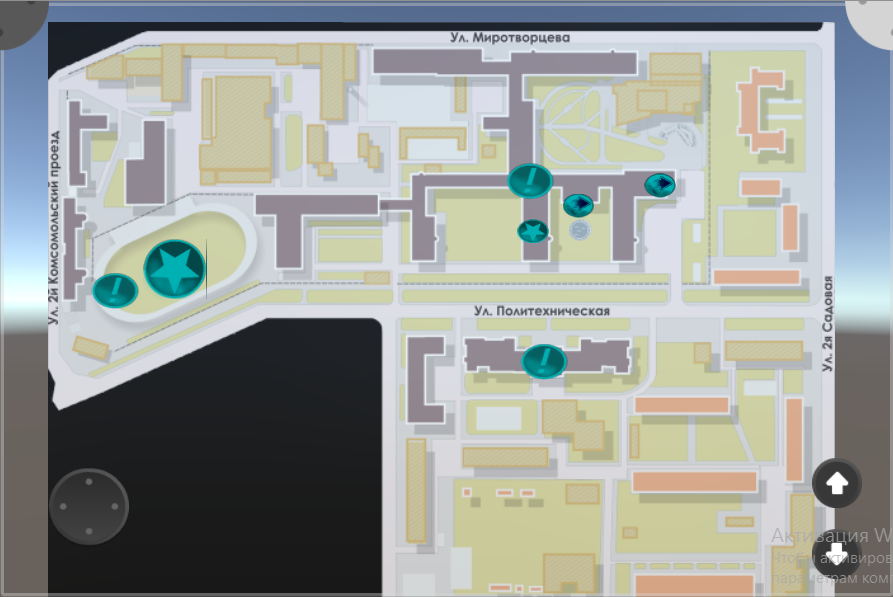 Ул. Миротворцева
Ул. 2й Комсомольский проезд
Ул. Политехническая
Ул. 2я Садовая
Активация W
Чтобы активиров
параметрам ком